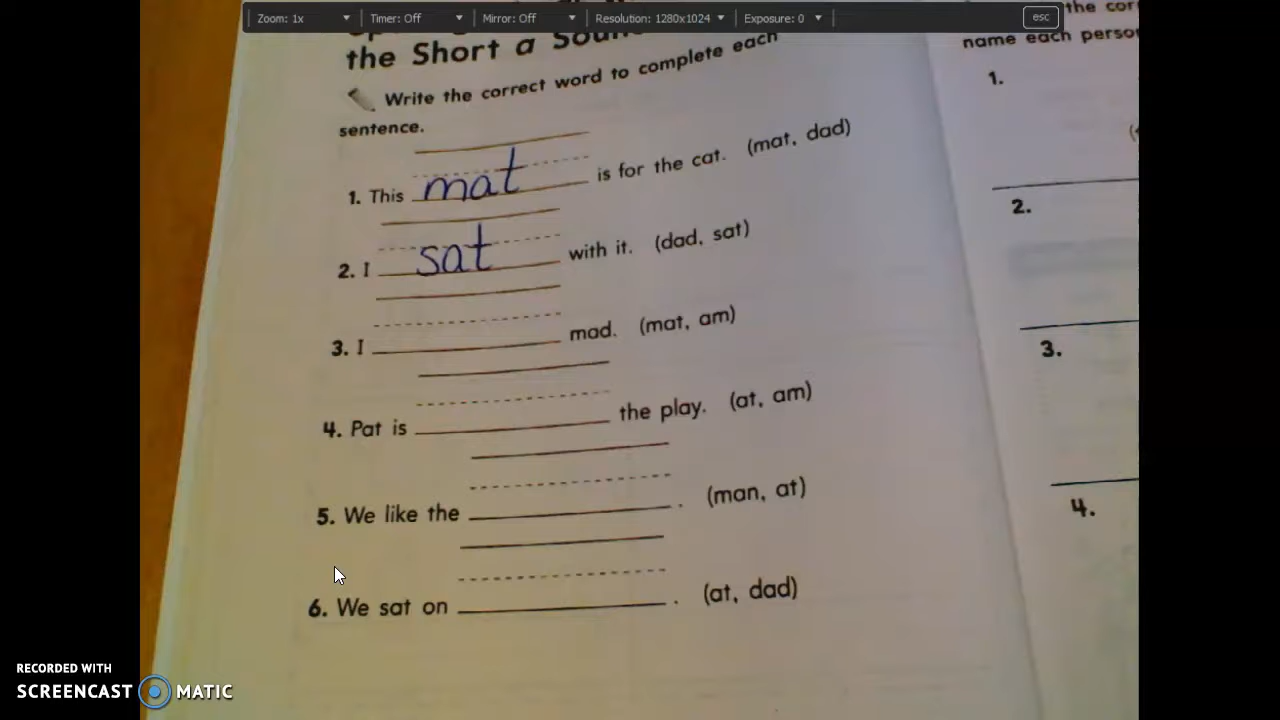 Zoom: 1x Timer: Off Mirror: Off Resolution: 1280x1024 Exposure: 0 esc
the Short a Sound
Write the correct word to complete each
sentence.
1. This mat is for the cat. (mat, dad)
2. I sat with it. (dad, sat)
3. I mad. (mat, am)
4. Pat is the play. (at, am)
5. We like the . (man, at)
6. We sat on . (at, dad)
the cor
name each perso
1.
2.
3.
4.
RECORDED WITH
SCREENCAST MATIC